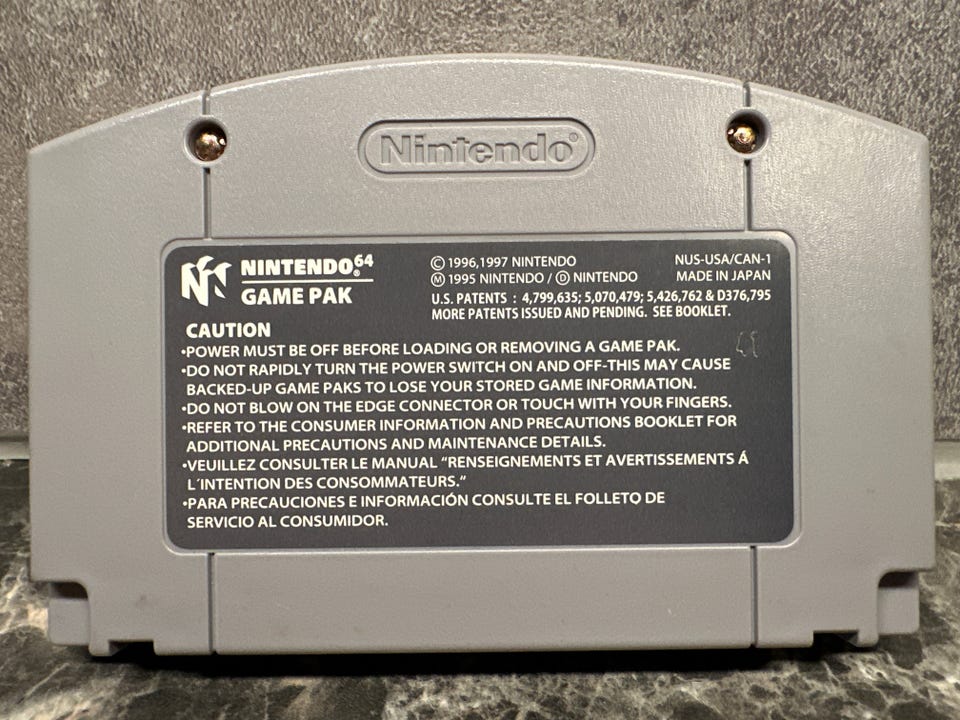 Nintendo®
NINTENDO®64
GAME PAK
© 1996,1997 NINTENDO
Ⓜ 1995 NINTENDO / Ⓓ NINTENDO
NUS-USA/CAN-1
MADE IN JAPAN
U.S. PATENTS : 4,799,635; 5,070,479; 5,426,762 & D376,795
MORE PATENTS ISSUED AND PENDING. SEE BOOKLET.
CAUTION
•POWER MUST BE OFF BEFORE LOADING OR REMOVING A GAME PAK.
•DO NOT RAPIDLY TURN THE POWER SWITCH ON AND OFF-THIS MAY CAUSE
BACKED-UP GAME PAKS TO LOSE YOUR STORED GAME INFORMATION.
•DO NOT BLOW ON THE EDGE CONNECTOR OR TOUCH WITH YOUR FINGERS.
•REFER TO THE CONSUMER INFORMATION AND PRECAUTIONS BOOKLET FOR
ADDITIONAL PRECAUTIONS AND MAINTENANCE DETAILS.
•VEUILLEZ CONSULTER LE MANUAL “RENSEIGNEMENTS ET AVERTISSEMENTS Á
L´INTENTION DES CONSOMMATEURS.“
•PARA PRECAUCIONES E INFORMACIÓN CONSULTE EL FOLLETO DE
SERVICIO AL CONSUMIDOR.